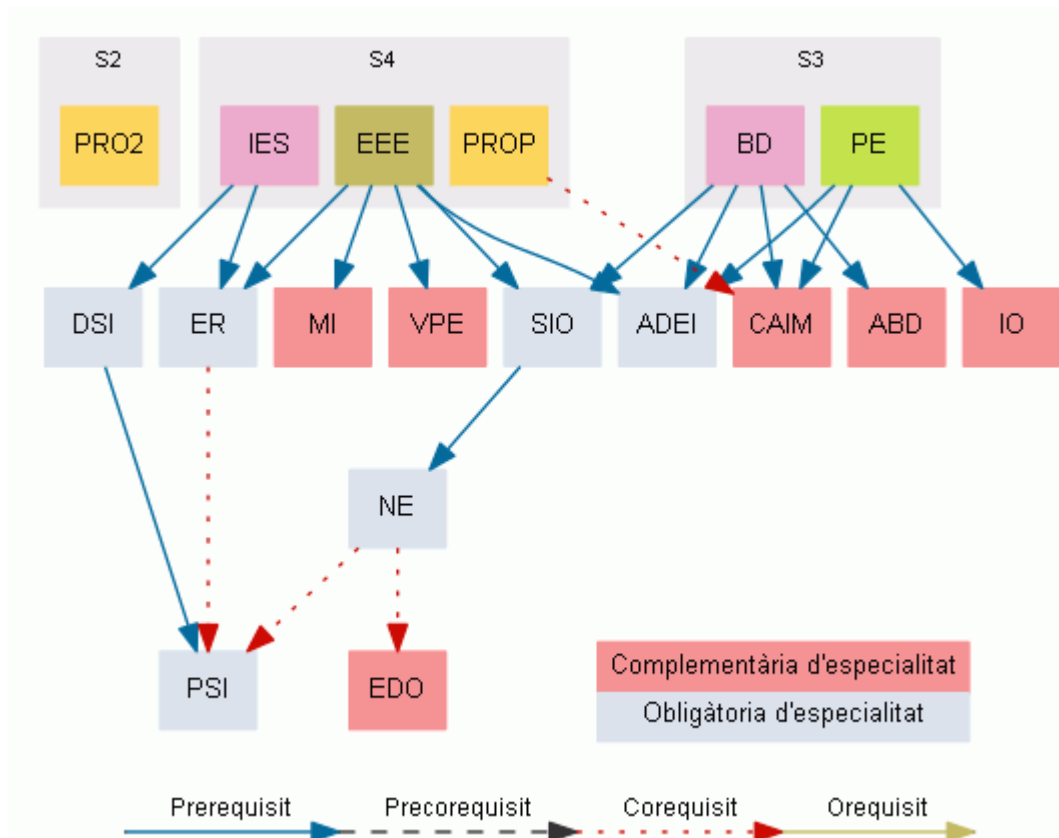 S2
S4
S3
PRO2
IES
EEE
PROP
BD
PE
DSI
ER
MI
VPE
SIO
ADEI
CAIM
ABD
IO
NE
PSI
EDO
Complementària d'especialitat
Obligàtoria d'especialitat
Prerequisit
Precorequisit
Corequisit
Orequisit